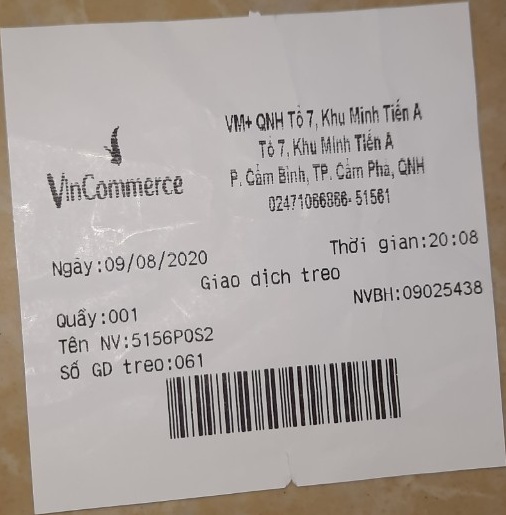 VinCommerce
VM+ QNH Tổ 7, Khu Minh Tiến A
Tổ 7, Khu Minh Tiến A
P. Cẩm Bình, TP. Cẩm Phả, QNH
02471066866-51561
Ngày:09/08/2020
Thời gian:20:08
Giao dịch treo
Quầy:001
NVBH:09025438
Tên NV:5156POS2
Số GD treo:061